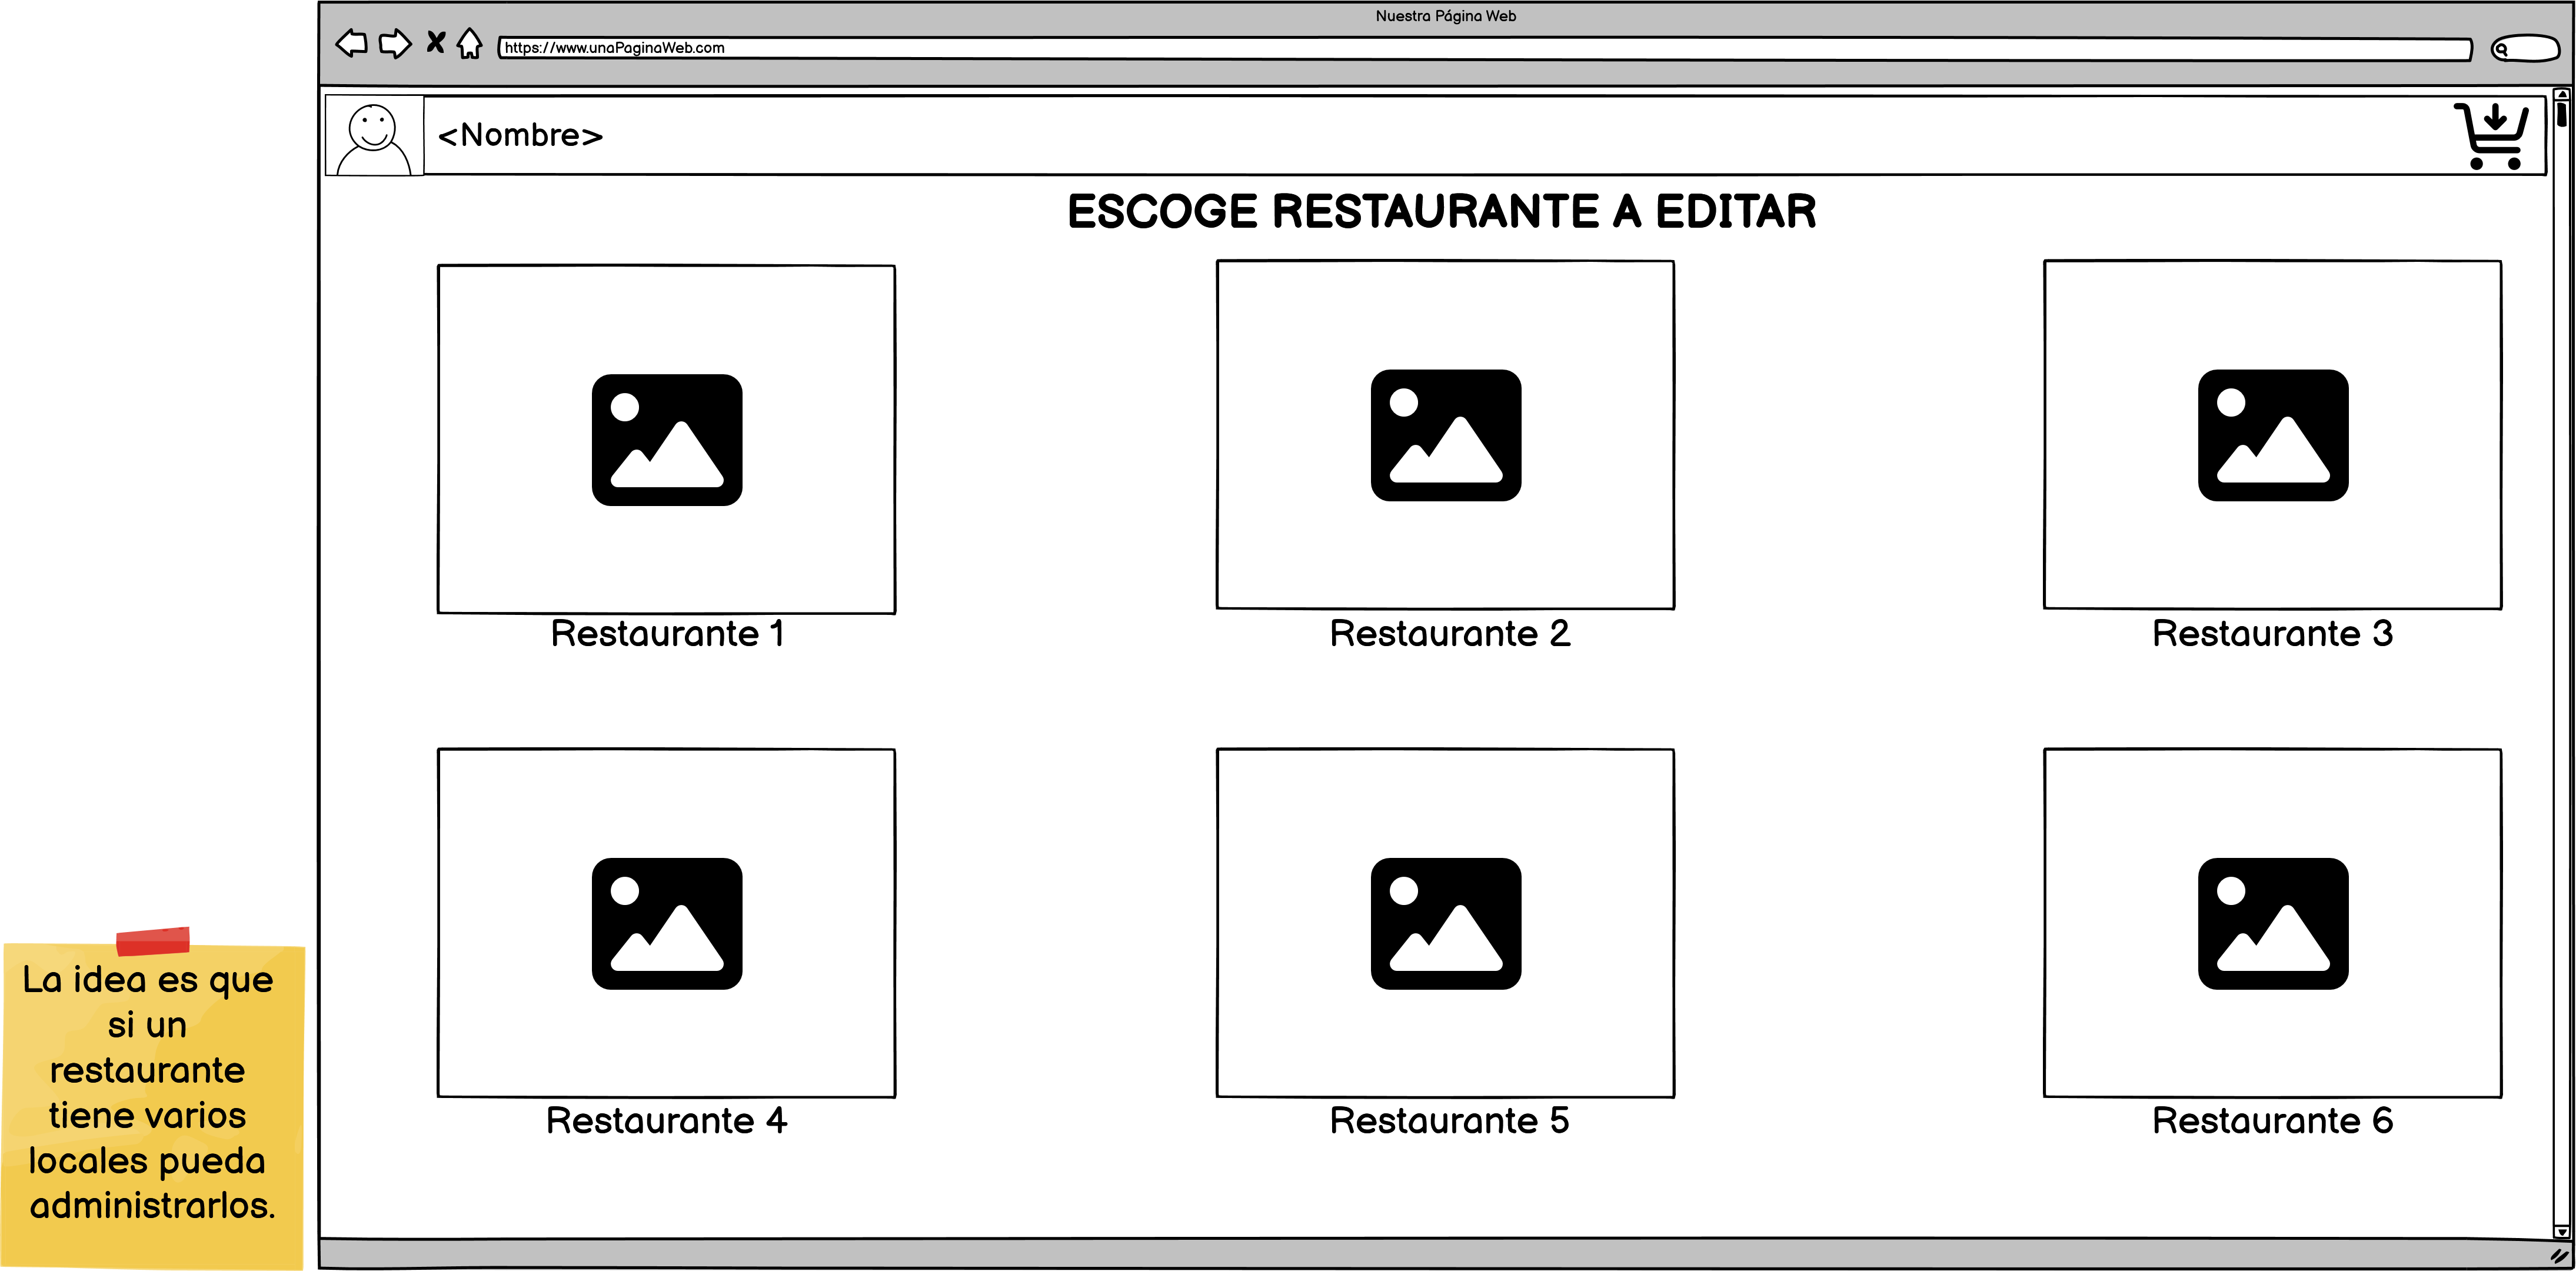 Nuestra Página Web
https://www.unaPaginaWeb.com
<Nombre>
ESCOGE RESTAURANTE A EDITAR
Restaurante 1
Restaurante 2
Restaurante 3
Restaurante 4
Restaurante 5
Restaurante 6
La idea es que
si un
restaurante
tiene varios
locales pueda
administrarlos.